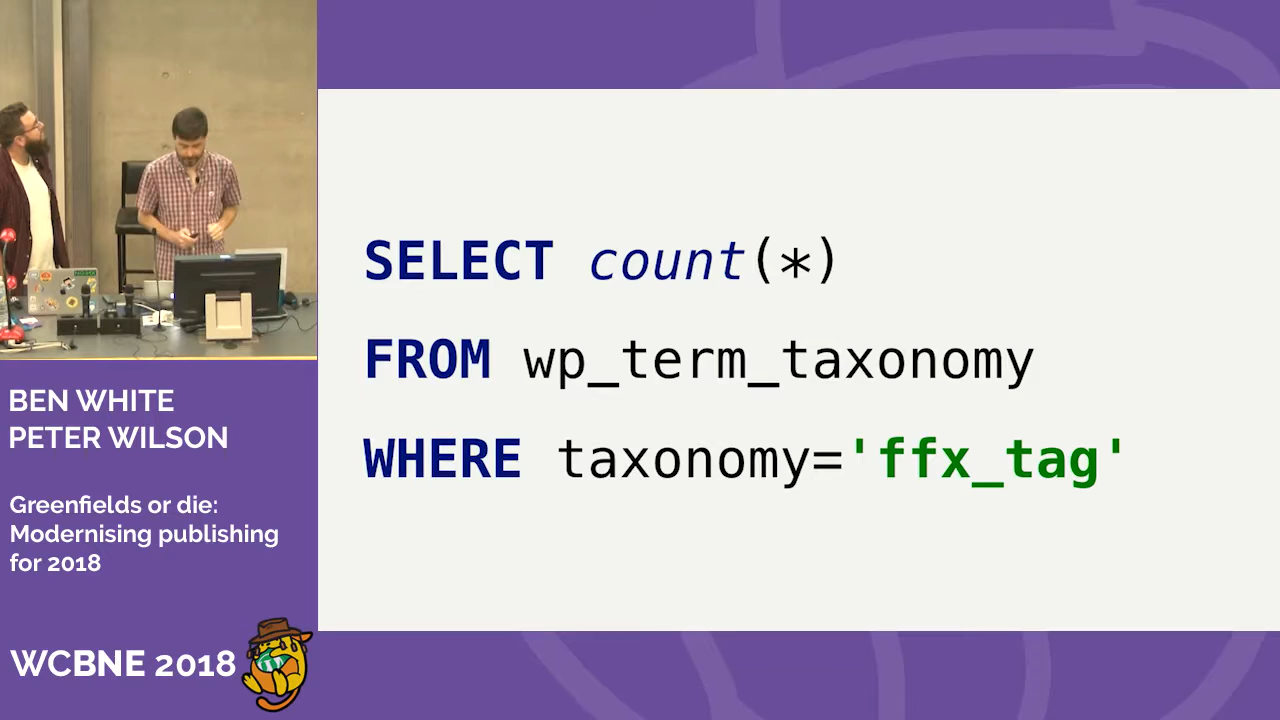 SELECT count(*)
FROM wp_term_taxonomy
WHERE taxonomy='ffx_tag'
BEN WHITE
PETER WILSON
Greenfields or die:
Modernising publishing
for 2018
WCBNE 2018